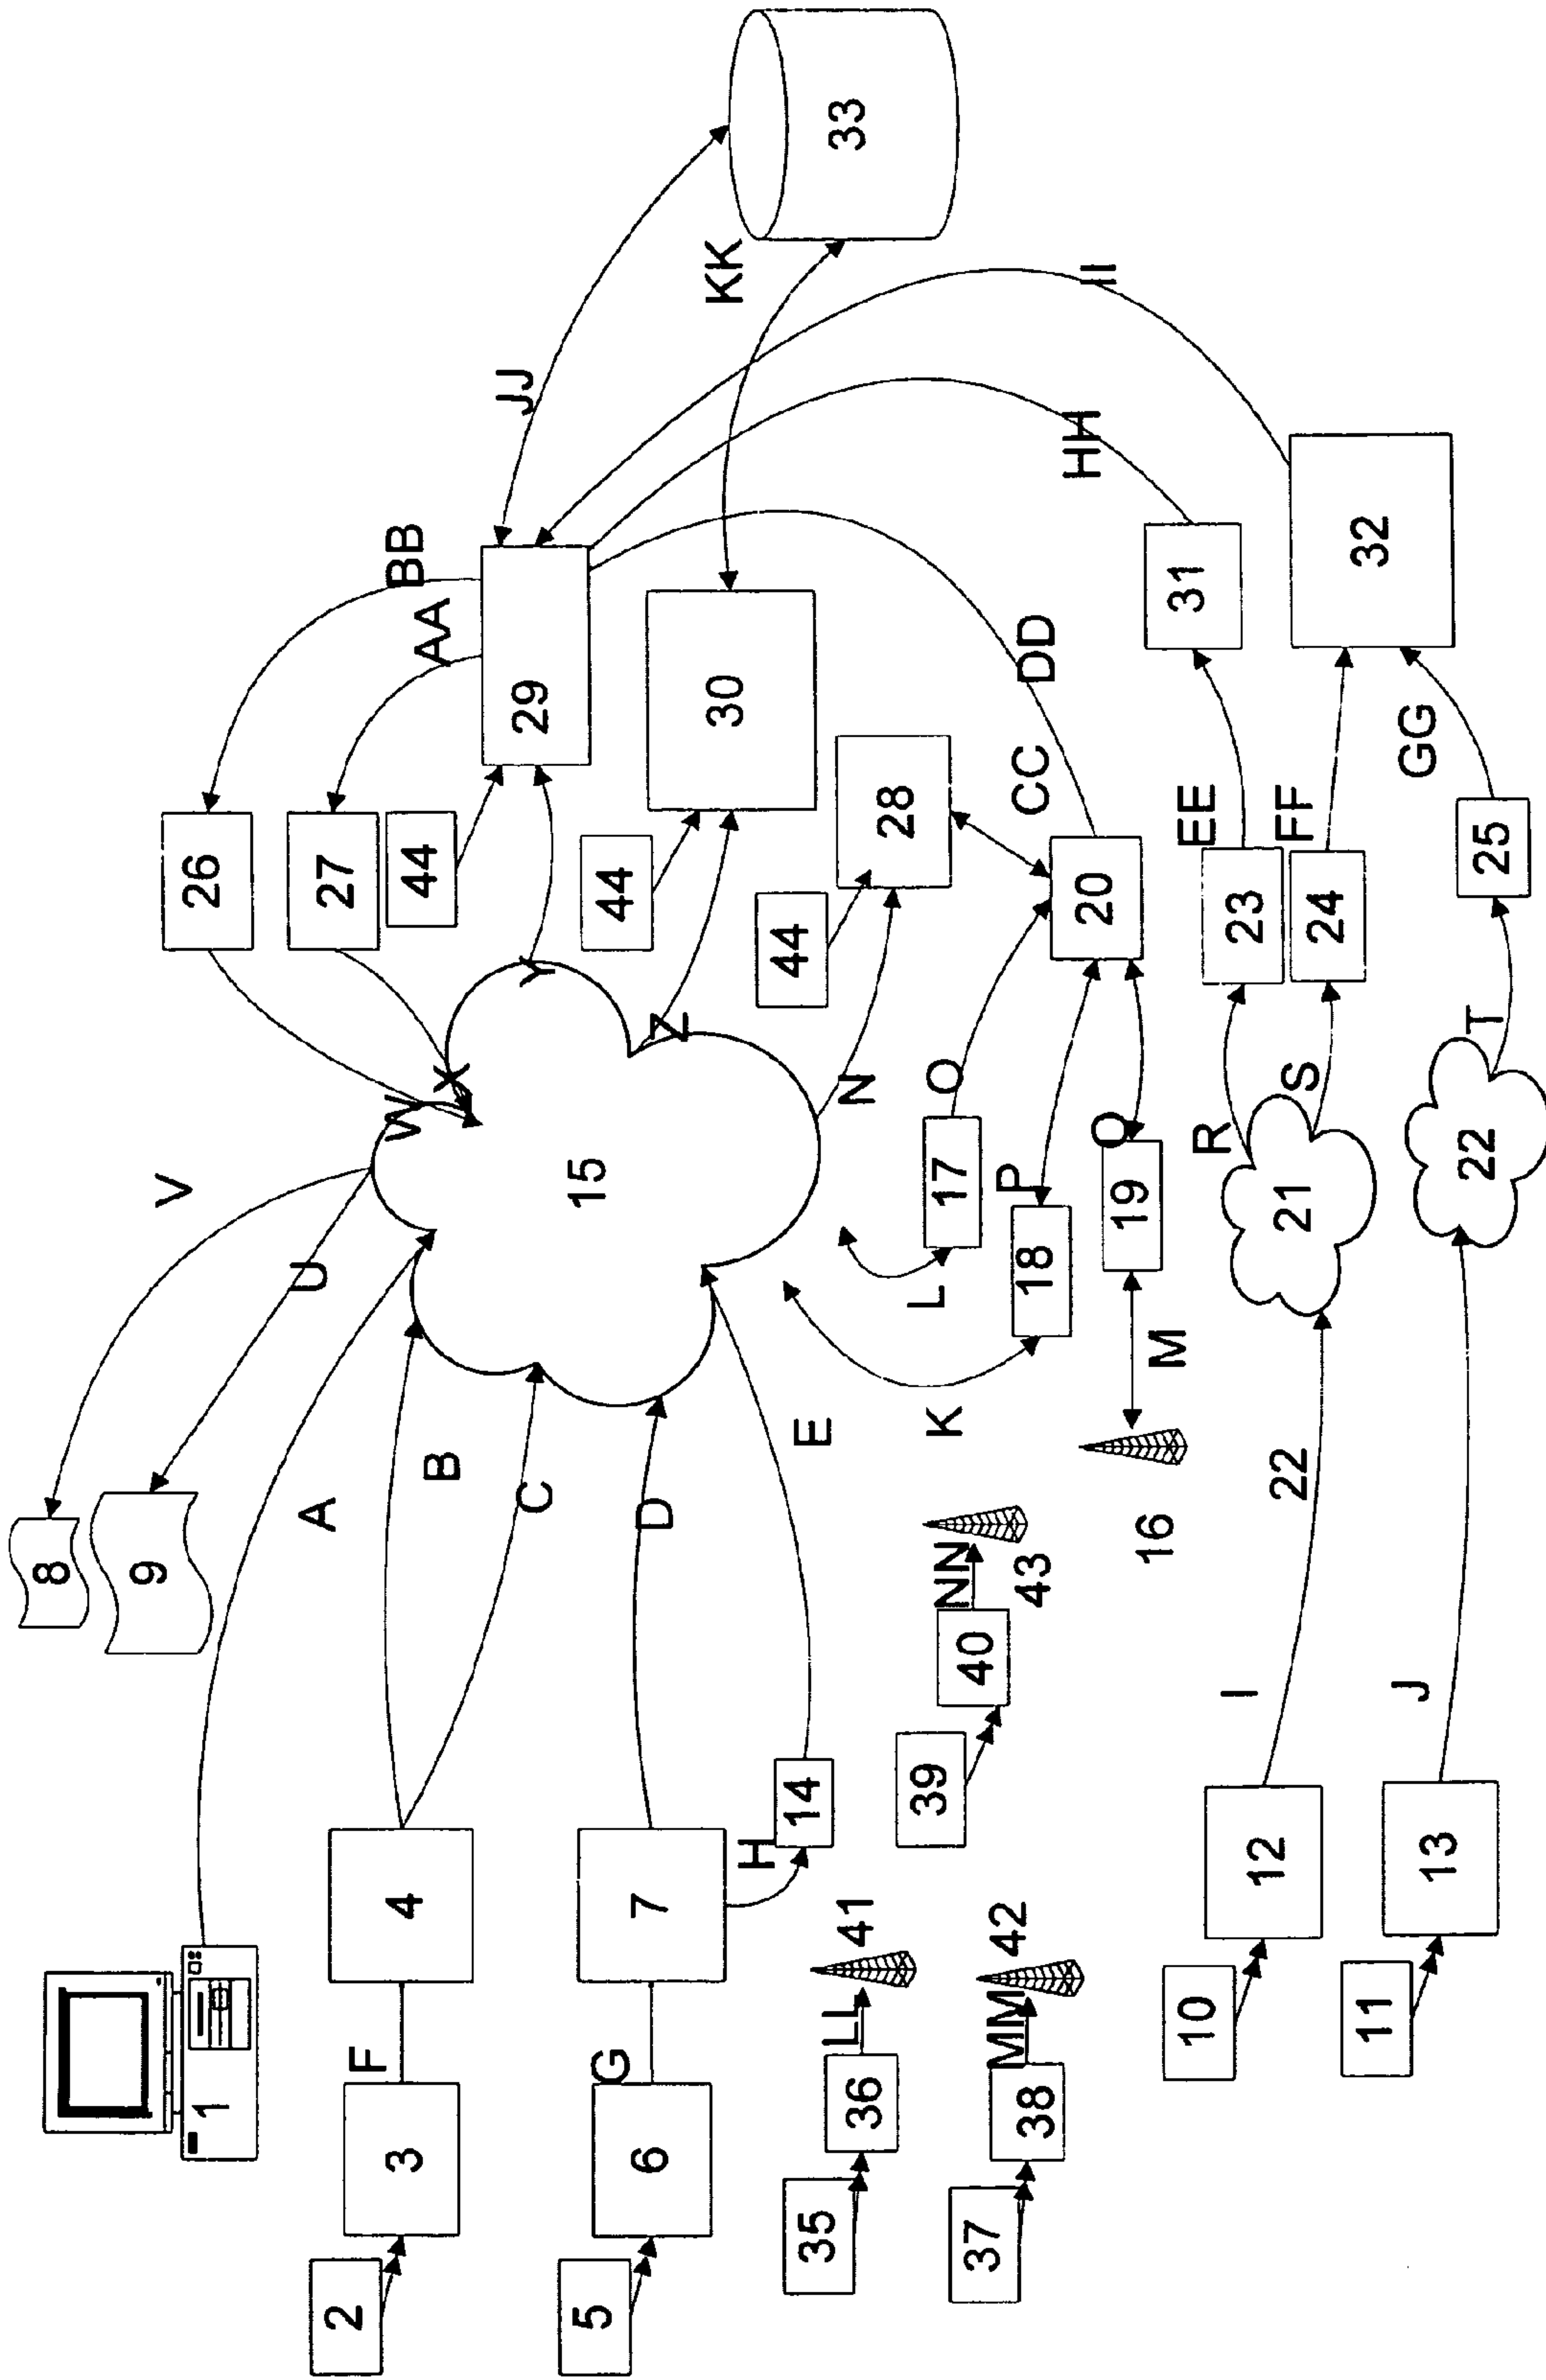 8
9
V
U
A
1
W
X
26
27
44
BB
AA
29
JJ
33
KK
Y
Z
44
30
15
B
C
D
E
F
3
2
4
G
6
5
7
H
14
N
44
28
L
17
O
K
18
P
19
Q
M
16
20
CC
DD
HH
II
35
36
LL
41
37
38
MM
42
39
40
NN
43
10
12
I
22
21
R
S
23
EE
24
FF
31
32
11
13
J
22
T
25
GG